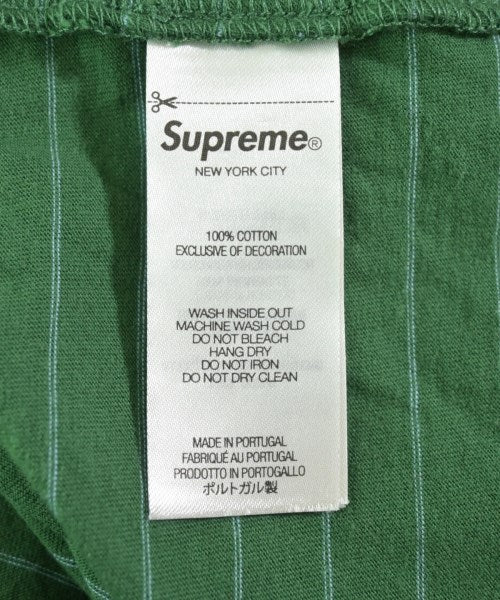 Supreme®
NEW YORK CITY
100% COTTON
EXCLUSIVE OF DECORATION
WASH INSIDE OUT
MACHINE WASH COLD
DO NOT BLEACH
HANG DRY
DO NOT IRON
DO NOT DRY CLEAN
MADE IN PORTUGAL
FABRIQUÉ AU PORTUGAL
PRODOTTO IN PORTOGALLO
ポルトガル製